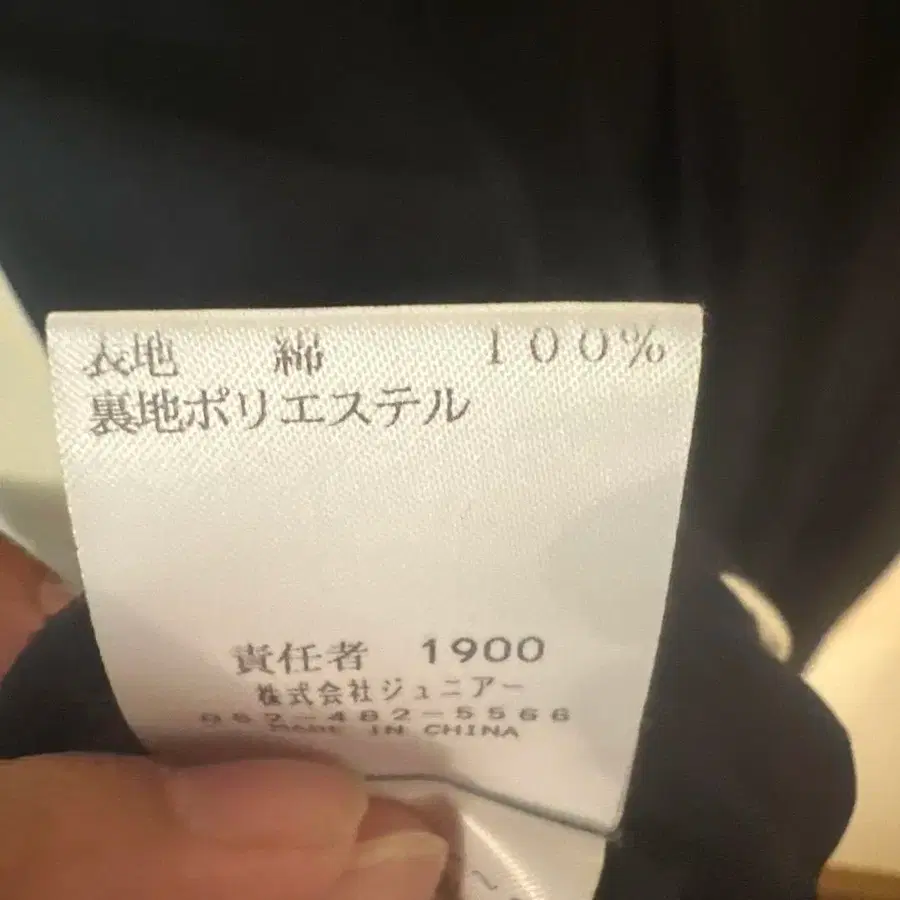 表地 綿 100%
裏地ポリエステル
責任者 1900
株式会社ジュニアー
052-482-5566
MADE IN CHINA